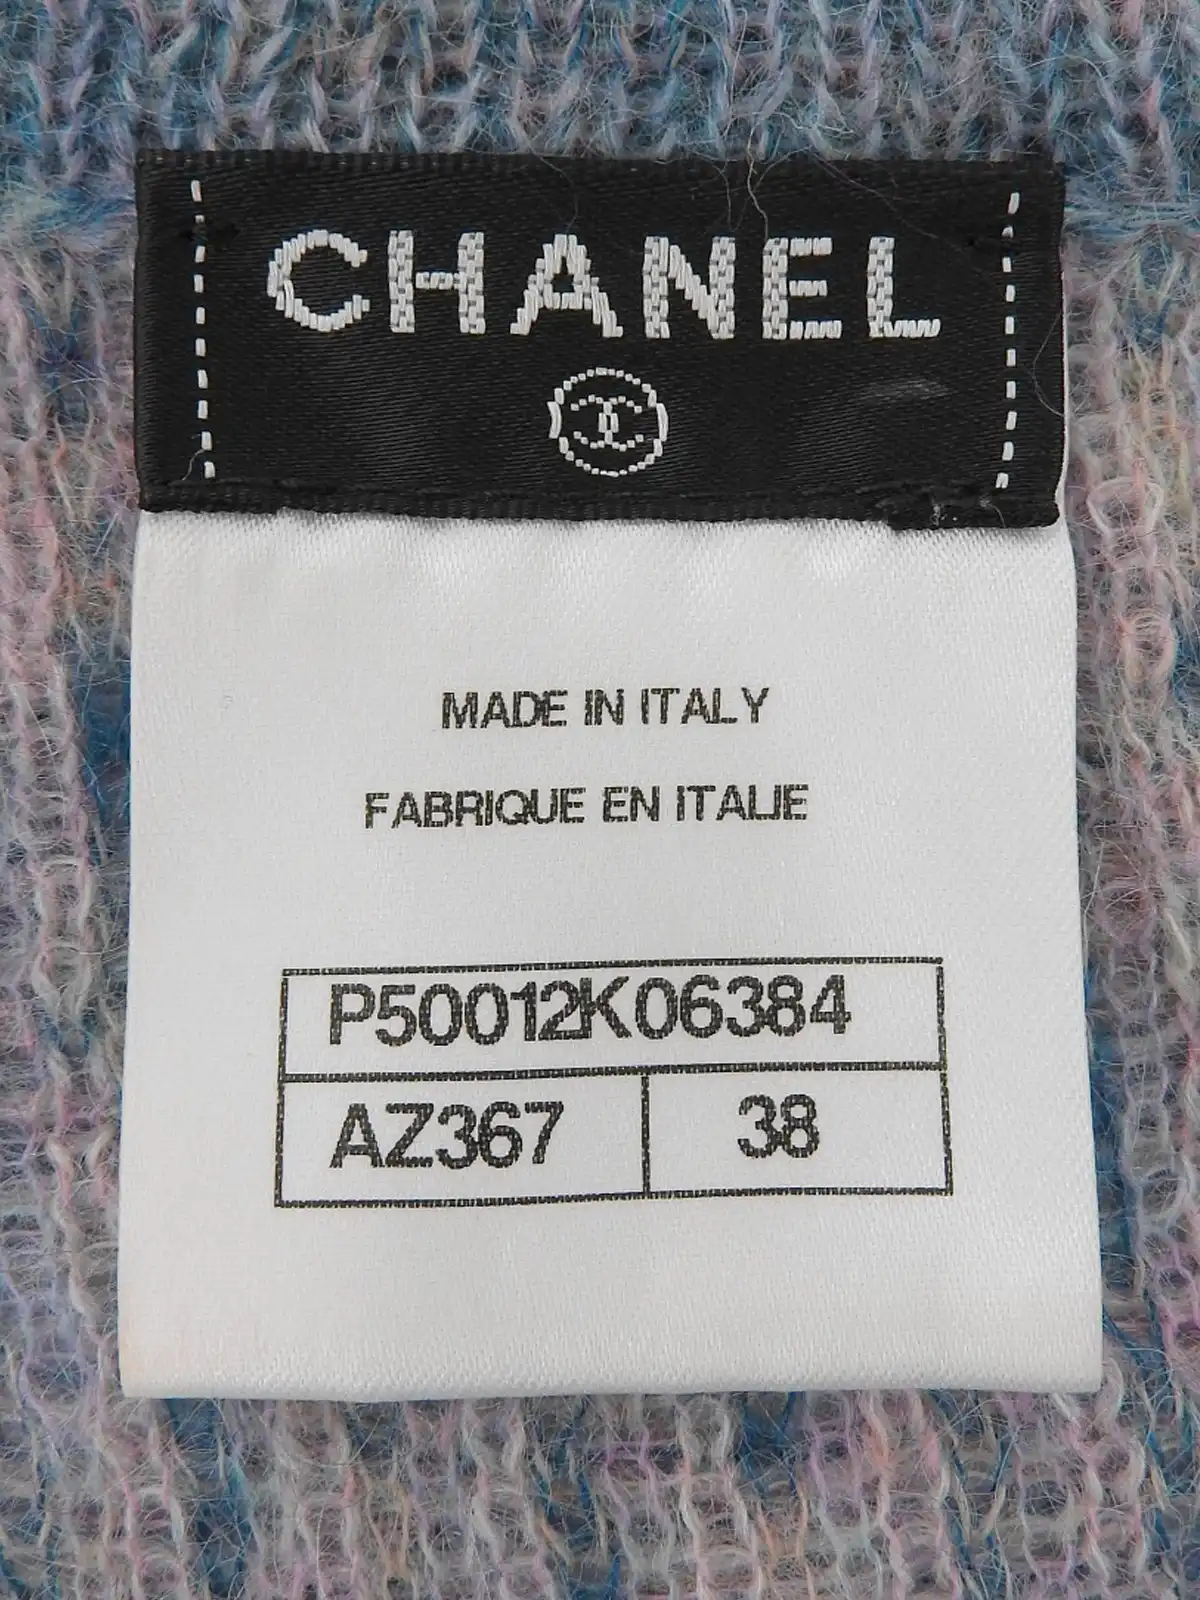 CHANEL
MADE IN ITALY
FABRIQUE EN ITALIE
P50012K06384
AZ367 38